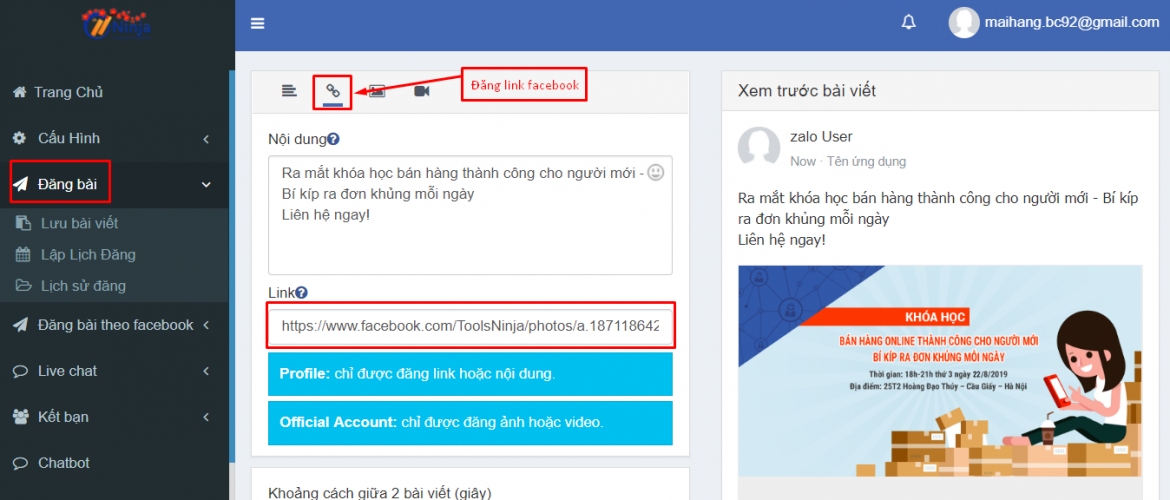 Ninja
maihang.bc92@gmail.com
Trang Chủ
Cấu Hình
Đăng bài
Lưu bài viết
Lập Lịch Đăng
Lịch sử đăng
Đăng bài theo facebook
Live chat
Kết bạn
Chatbot
Đăng link facebook
Nội dung
Ra mắt khóa học bán hàng thành công cho người mới -
Bí kíp ra đơn khủng mỗi ngày
Liên hệ ngay!
Link
https://www.facebook.com/ToolsNinja/photos/a.187118642
Profile: chỉ được đăng link hoặc nội dung.
Official Account: chỉ được đăng ảnh hoặc video.
Khoảng cách giữa 2 bài viết (giây)
Xem trước bài viết
zalo User
Now · Tên ứng dụng
Ra mắt khóa học bán hàng thành công cho người mới - Bí kíp
ra đơn khủng mỗi ngày
Liên hệ ngay!
KHÓA HỌC
BÁN HÀNG ONLINE THÀNH CÔNG CHO NGƯỜI MỚI
BÍ KÍP RA ĐƠN KHỦNG MỖI NGÀY
Thời gian: 18h-21h thứ 3 ngày 22/8/2019
Địa điểm: 25T2 Hoàng Đạo Thúy – Cầu Giấy – Hà Nội